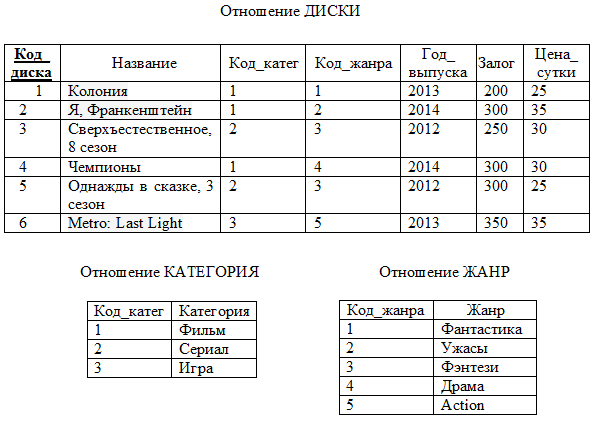 Отношение ДИСКИ
Код_ диска Название Код_катег Код_жанра Год_ выпуска Залог Цена_ сутки
1 Колония 1 1 2013 200 25
2 Я, Франкенштейн 1 2 2014 300 35
3 Сверхъестественное, 8 сезон 2 3 2012 250 30
4 Чемпионы 1 4 2014 300 30
5 Однажды в сказке, 3 сезон 2 3 2012 300 25
6 Metro: Last Light 3 5 2013 350 35
Отношение КАТЕГОРИЯ
Код_катег Категория
1 Фильм
2 Сериал
3 Игра
Отношение ЖАНР
Код_жанра Жанр
1 Фантастика
2 Ужасы
3 Фэнтези
4 Драма
5 Action